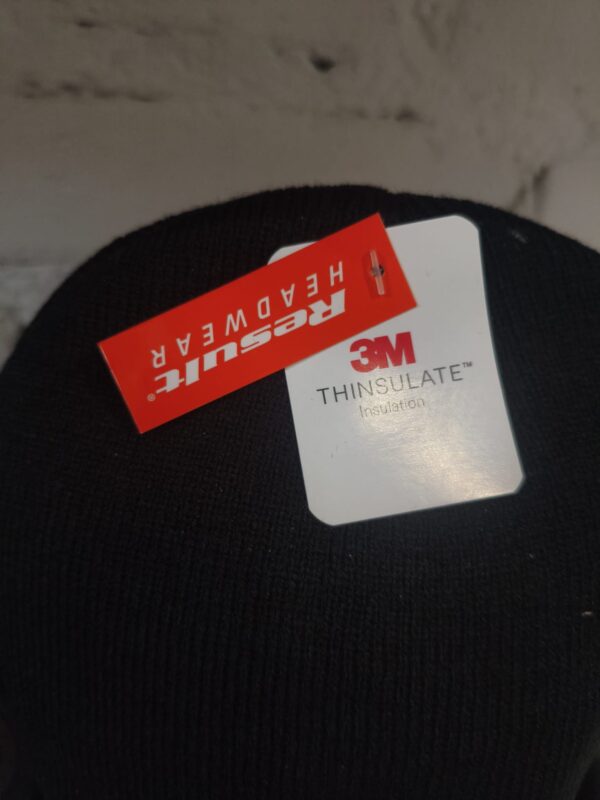 Result®
HEADWEAR
3M
THINSULATE™
Insulation